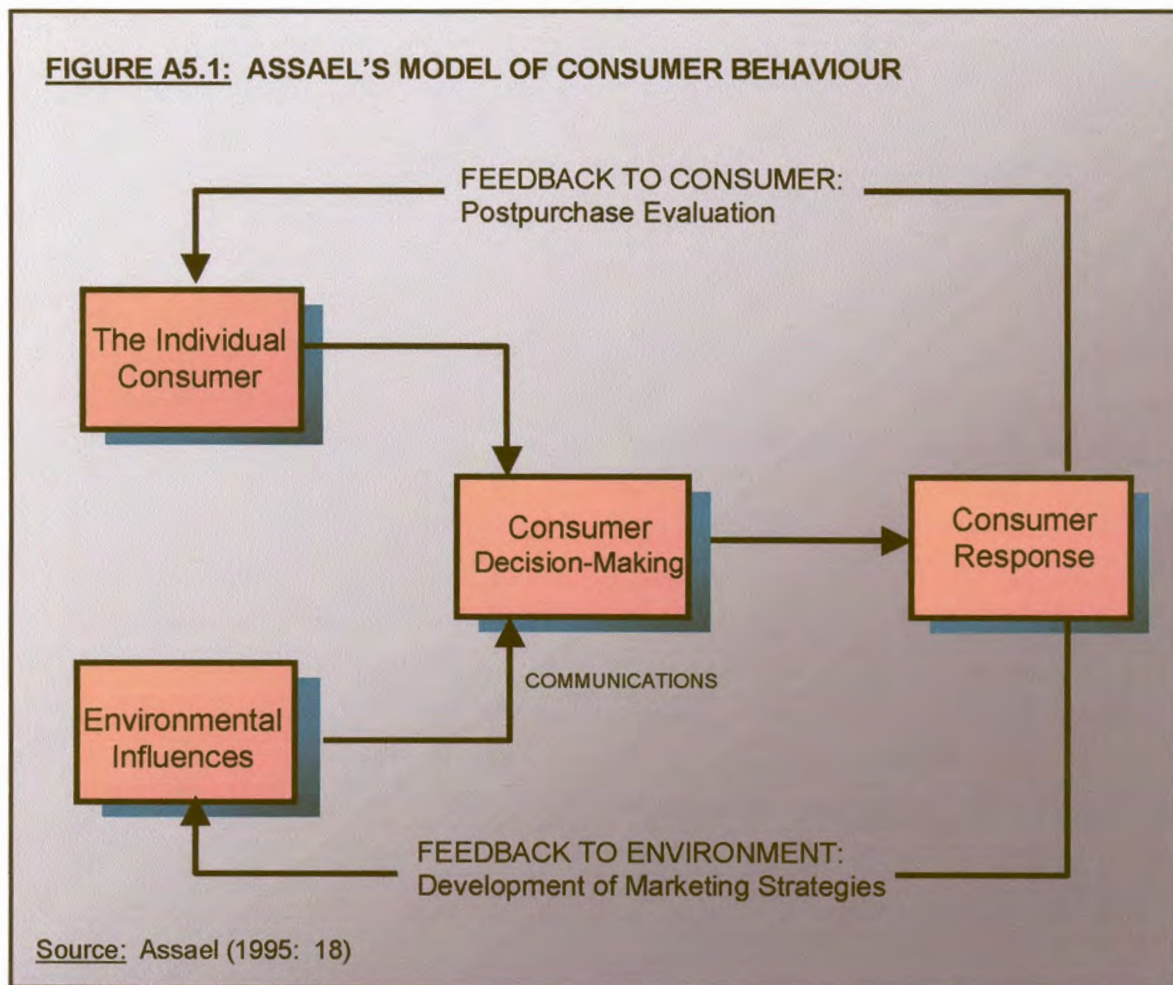 FIGURE A5.1: ASSAEL'S MODEL OF CONSUMER BEHAVIOUR
FEEDBACK TO CONSUMER:
Postpurchase Evaluation
The Individual
Consumer
Consumer
Decision-Making
Consumer
Response
COMMUNICATIONS
Environmental
Influences
FEEDBACK TO ENVIRONMENT:
Development of Marketing Strategies
Source: Assael (1995: 18)